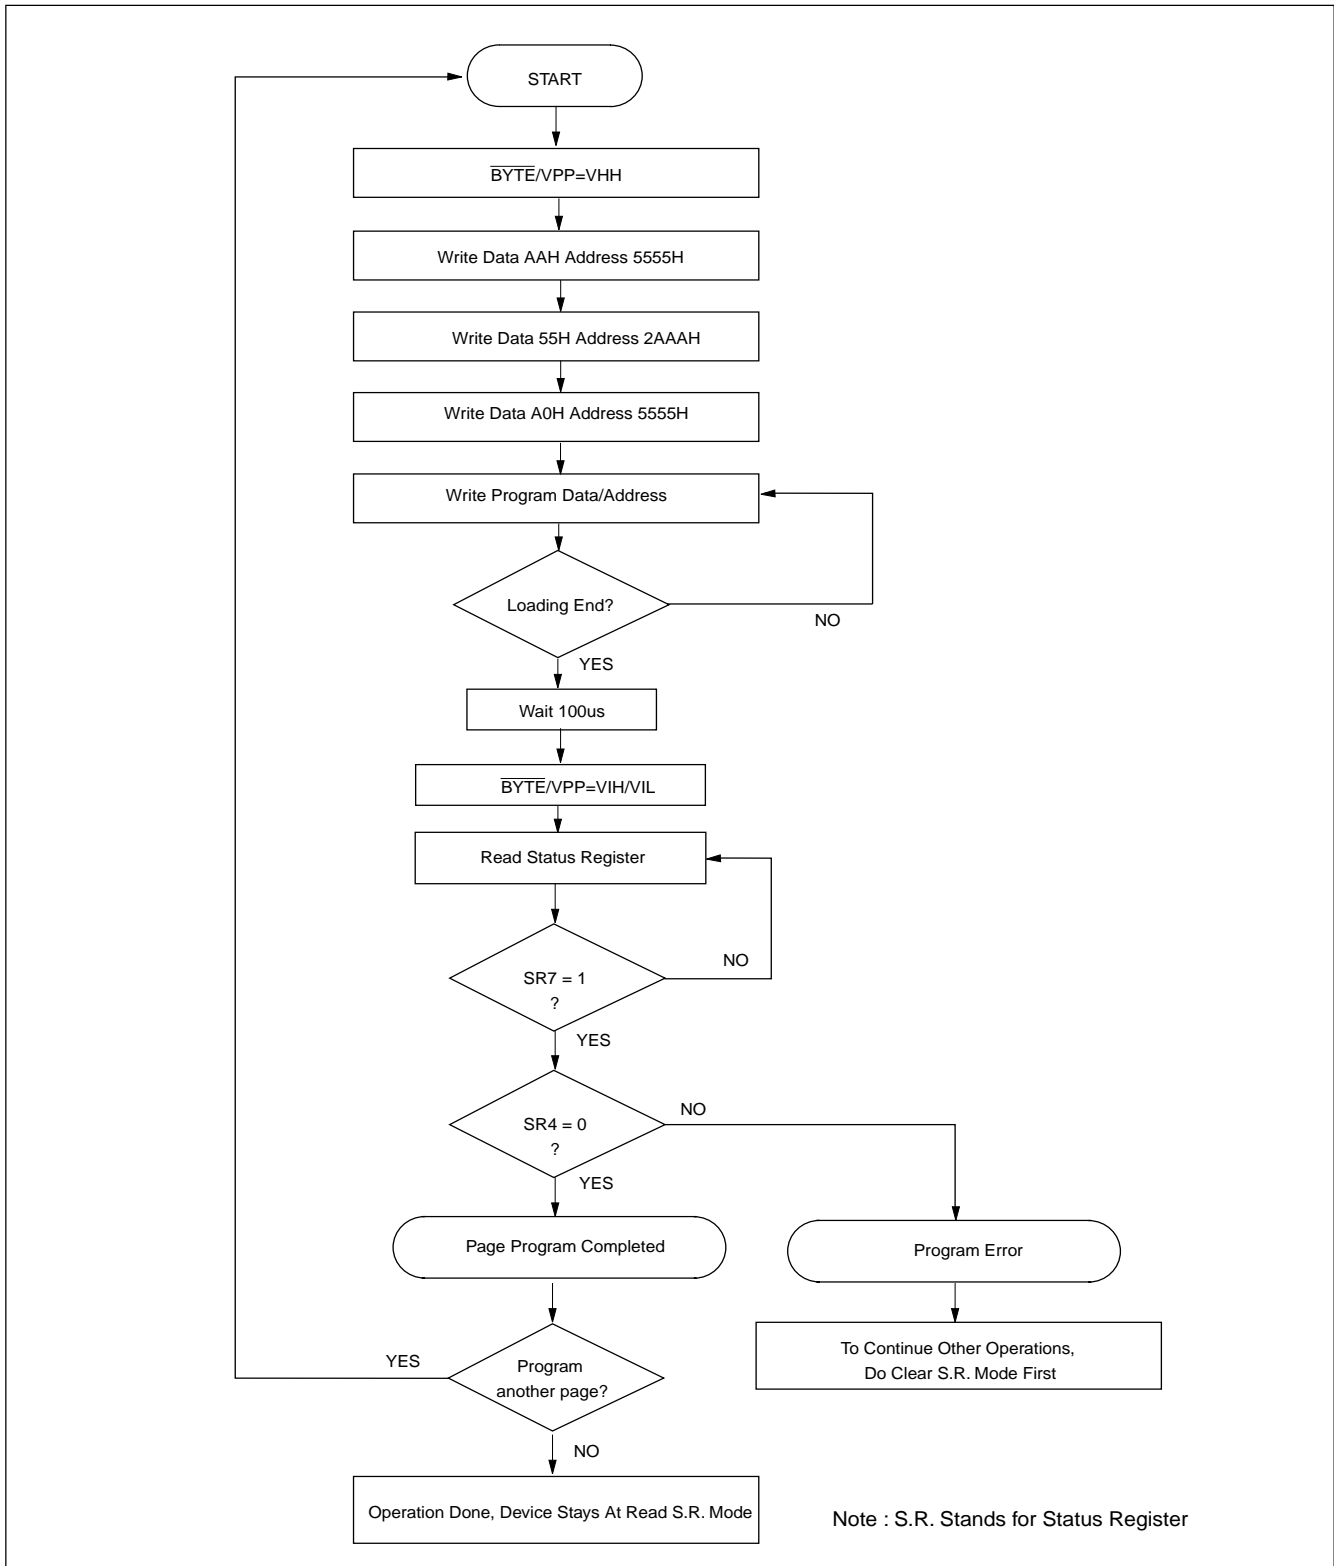 START
B̅Y̅T̅E̅/VPP=VHH
Write Data AAH Address 5555H
Write Data 55H Address 2AAAH
Write Data A0H Address 5555H
Write Program Data/Address
Loading End?
NO
YES
Wait 100us
B̅Y̅T̅E̅/VPP=VIH/VIL
Read Status Register
NO
SR7 = 1
?
YES
NO
SR4 = 0
?
YES
Page Program Completed
Program Error
To Continue Other Operations,
Do Clear S.R. Mode First
YES
Program
another page?
NO
Operation Done, Device Stays At Read S.R. Mode
Note : S.R. Stands for Status Register